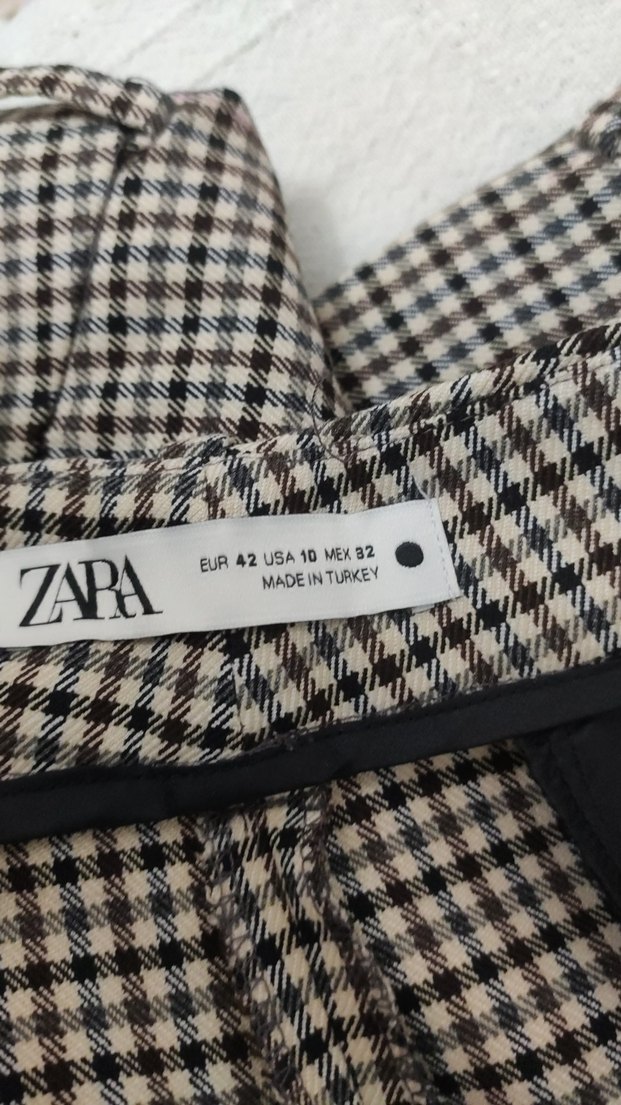 ZARA
EUR 42 USA 10 MEX 32
MADE IN TURKEY